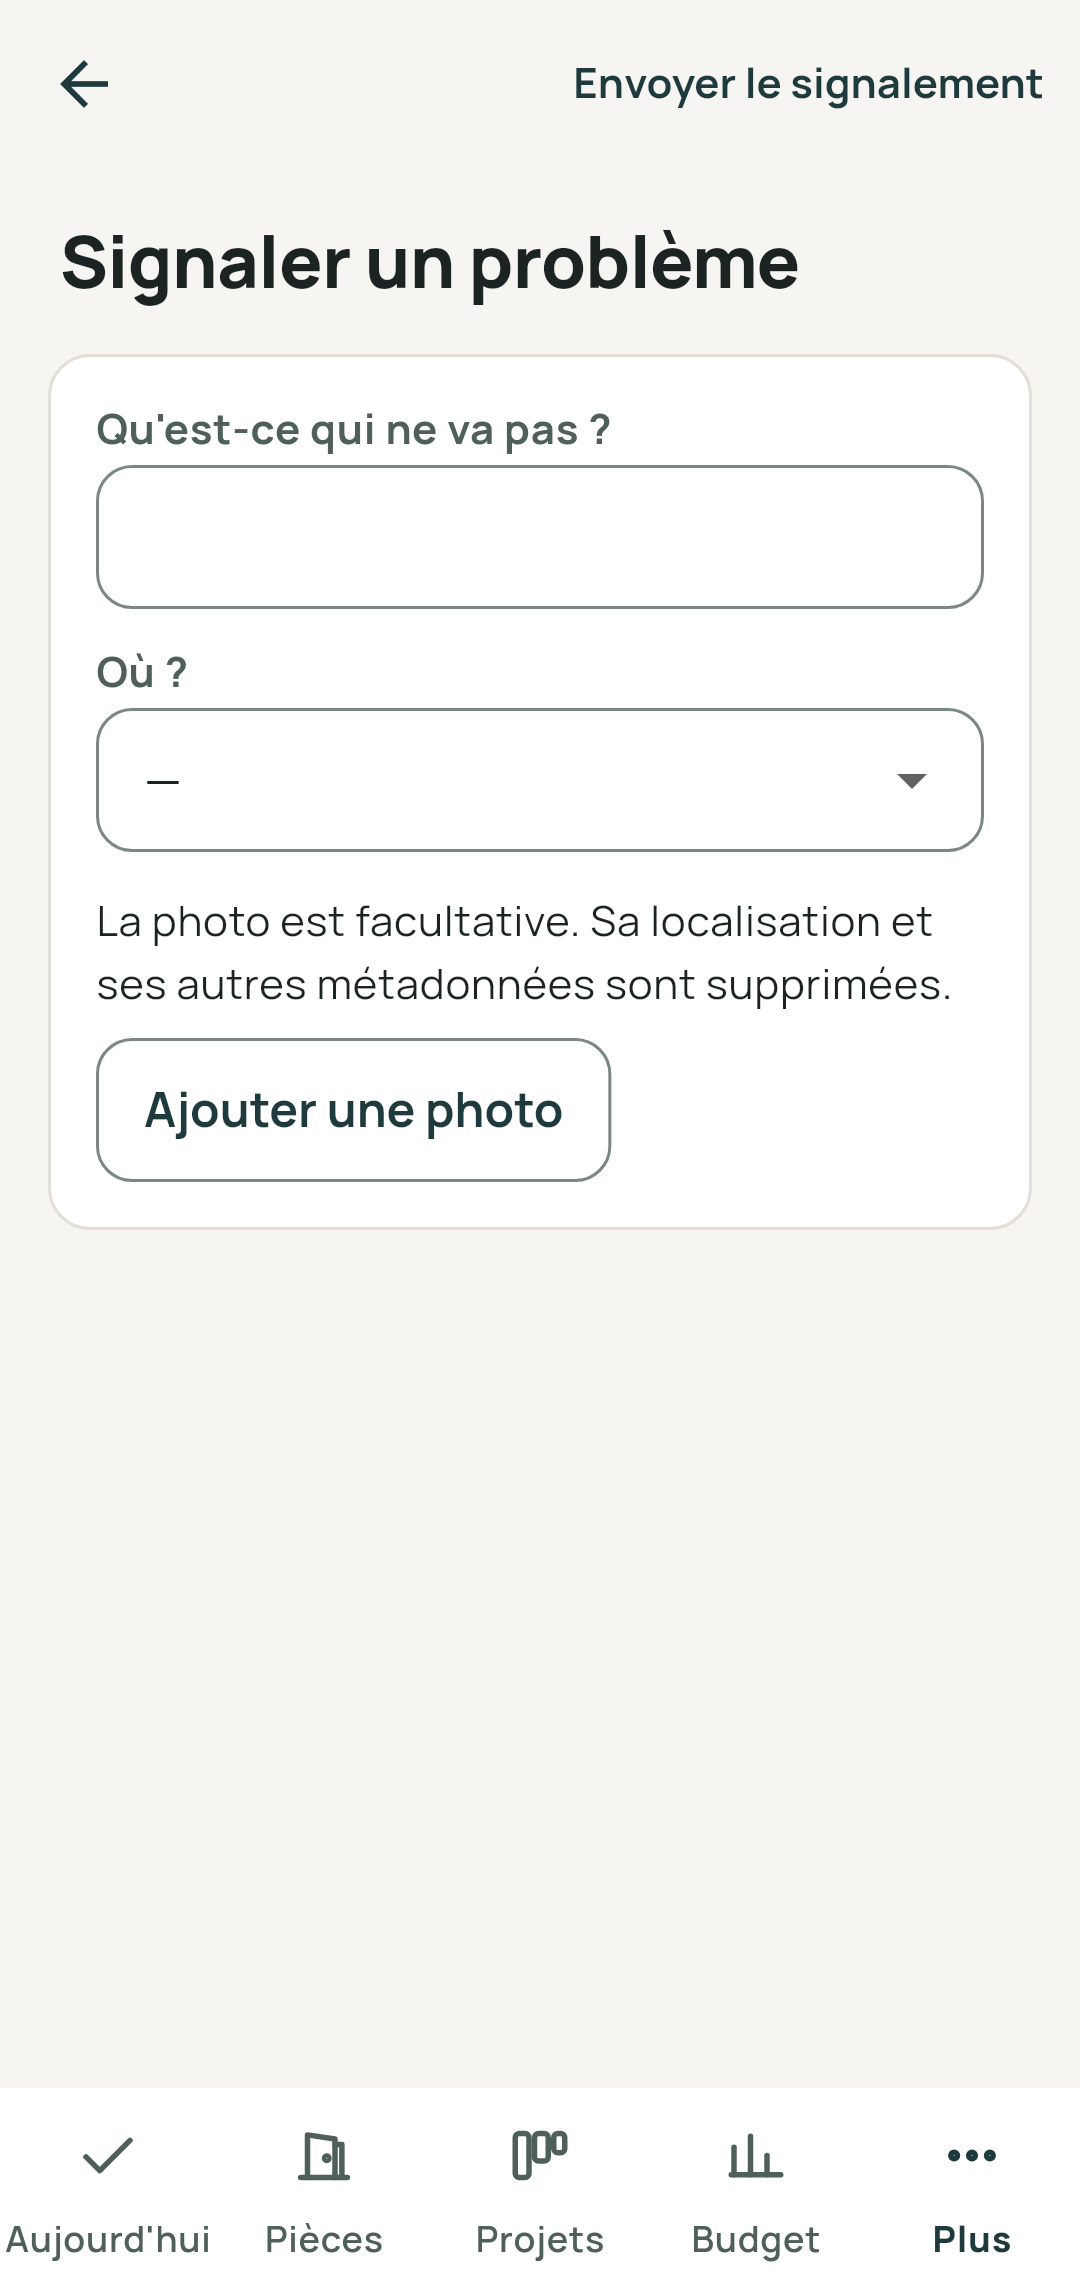 Envoyer le signalement
Signaler un problème
Qu'est-ce qui ne va pas ?
Où ?
—
La photo est facultative. Sa localisation et
ses autres métadonnées sont supprimées.
Ajouter une photo
Aujourd'hui Pièces Projets Budget Plus